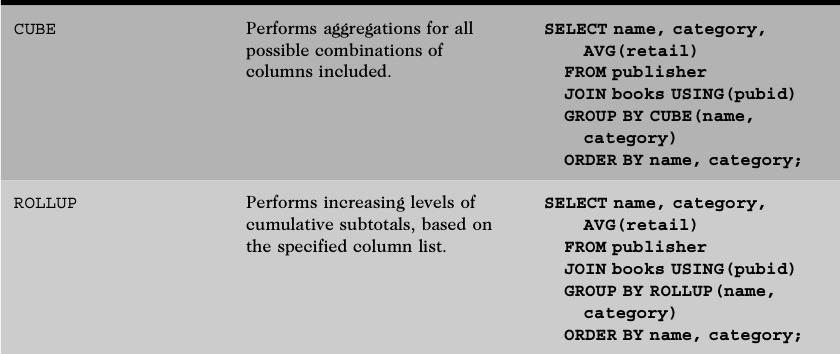 CUBE
Performs aggregations for all
possible combinations of
columns included.
SELECT name, category,
AVG(retail)
FROM publisher
JOIN books USING(pubid)
GROUP BY CUBE(name,
category)
ORDER BY name, category;
ROLLUP
Performs increasing levels of
cumulative subtotals, based on
the specified column list.
SELECT name, category,
AVG(retail)
FROM publisher
JOIN books USING(pubid)
GROUP BY ROLLUP(name,
category)
ORDER BY name, category;